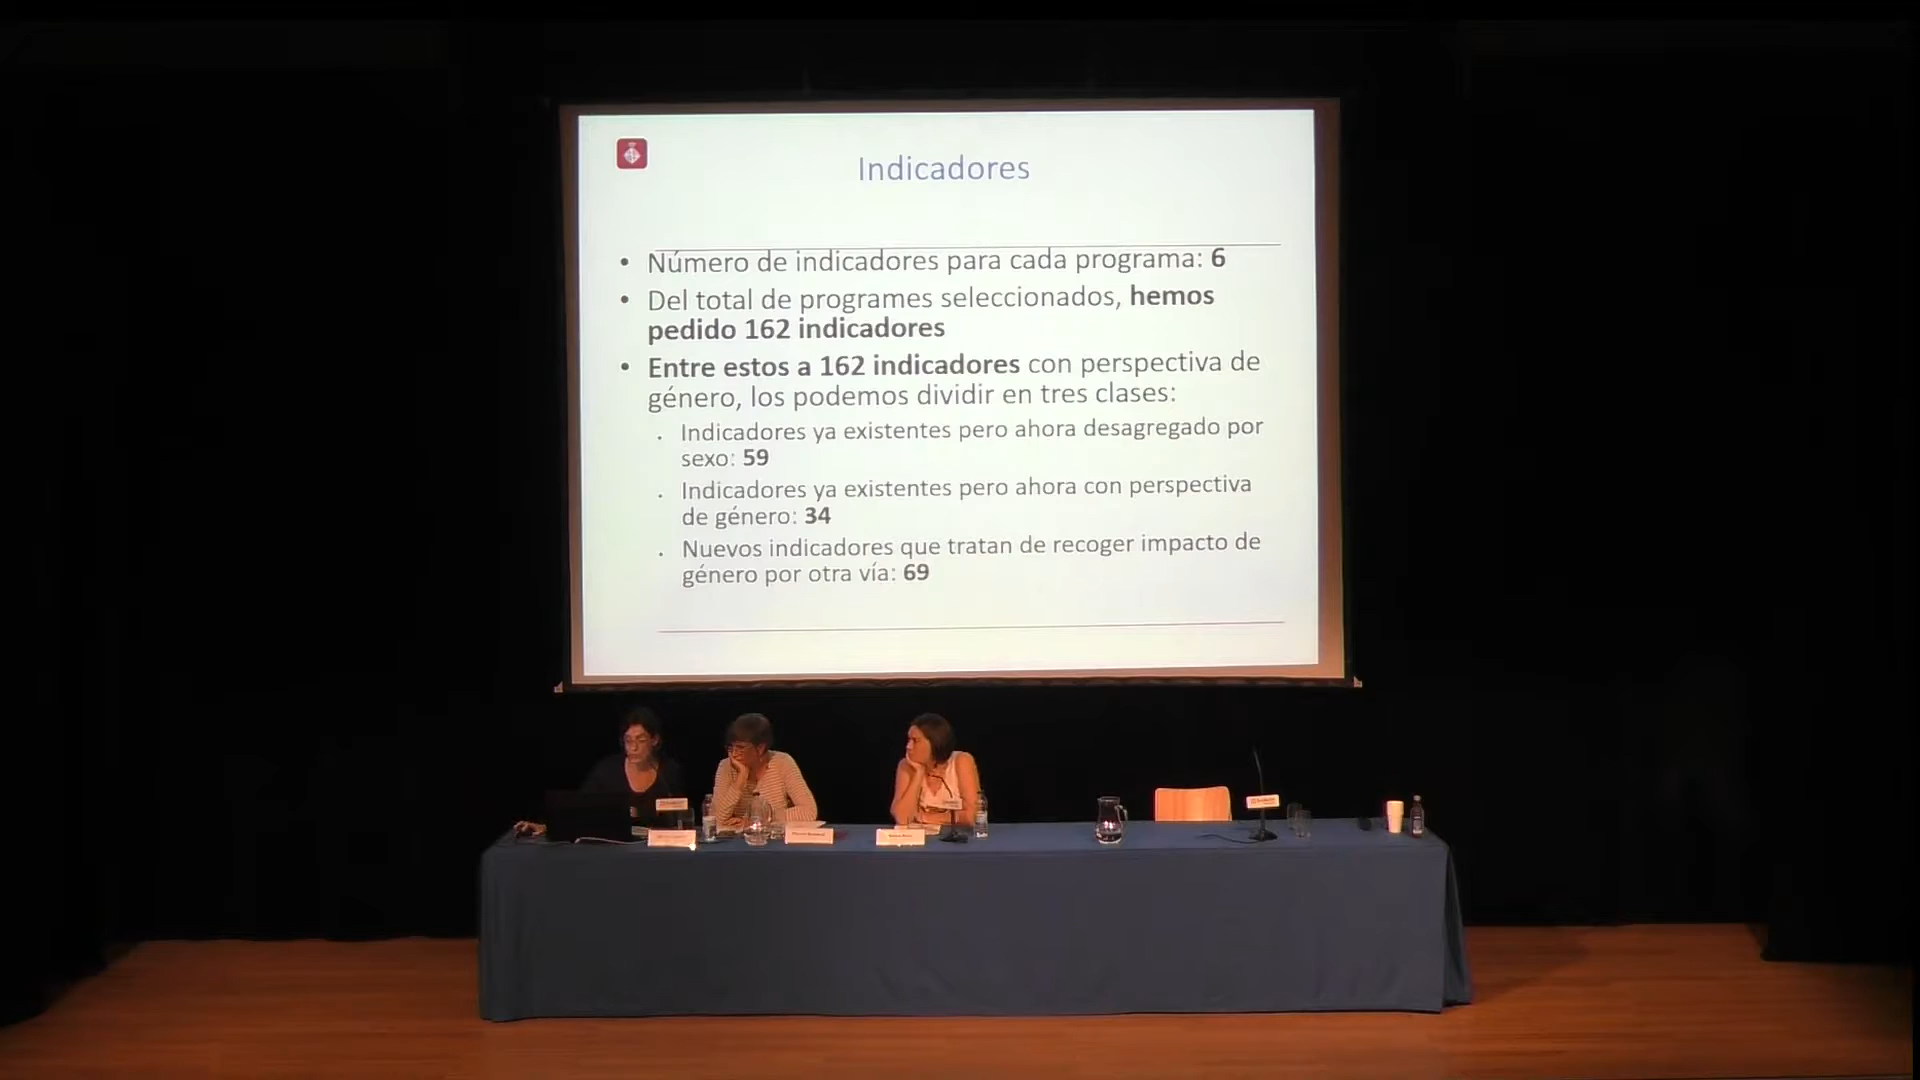 Indicadores
• Número de indicadores para cada programa: 6
• Del total de programes seleccionados, hemos
pedido 162 indicadores
• Entre estos a 162 indicadores con perspectiva de
género, los podemos dividir en tres clases:
. Indicadores ya existentes pero ahora desagregado por
sexo: 59
. Indicadores ya existentes pero ahora con perspectiva
de género: 34
. Nuevos indicadores que tratan de recoger impacto de
género por otra vía: 69